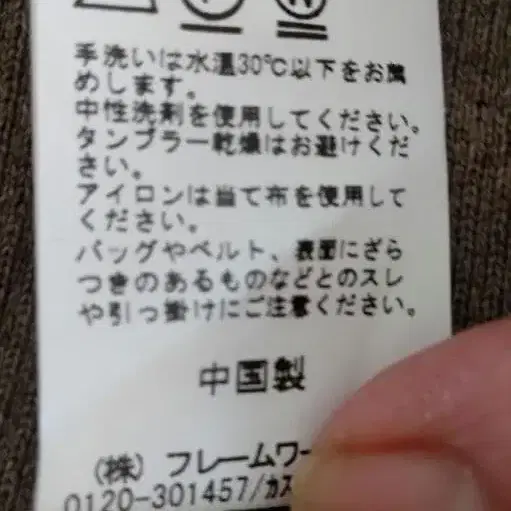 手洗いは水温30℃以下をお薦
めします。
中性洗剤を使用してください。
タンブラー乾燥はお避けくだ
さい。
アイロンは当て布を使用して
ください。
バッグやベルト、表面にざら
つきのあるものなどとのスレ
や引っ掛けにご注意ください。
中国製
(株) フレームワー
0120-301457/カス